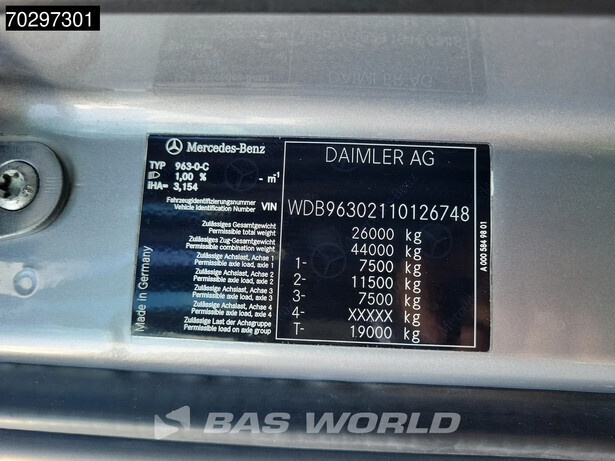 70297301
Mercedes-Benz
DAIMLER AG
TYP 963-0-C
1,00 % - m⁻¹
iHA= 3,154
Fahrzeugidentifizierungsnummer
Vehicle Identification Number VIN WDB96302110126748
Zulässiges Gesamtgewicht
Permissible total weight 26000 kg
Zulässiges Zug-Gesamtgewicht
Permissible combination weight 44000 kg
Zulässige Achslast, Achse 1
Permissible axle load, axle 1 1- 7500 kg
Zulässige Achslast, Achse 2
Permissible axle load, axle 2 2- 11500 kg
Zulässige Achslast, Achse 3
Permissible axle load, axle 3 3- 7500 kg
Zulässige Achslast, Achse 4
Permissible axle load, axle 4 4- XXXXX kg
Zulässige Last der Achsgruppe
Permissible load on axle group T- 19000 kg
Made in Germany
A 000 584 98 01
BAS WORLD